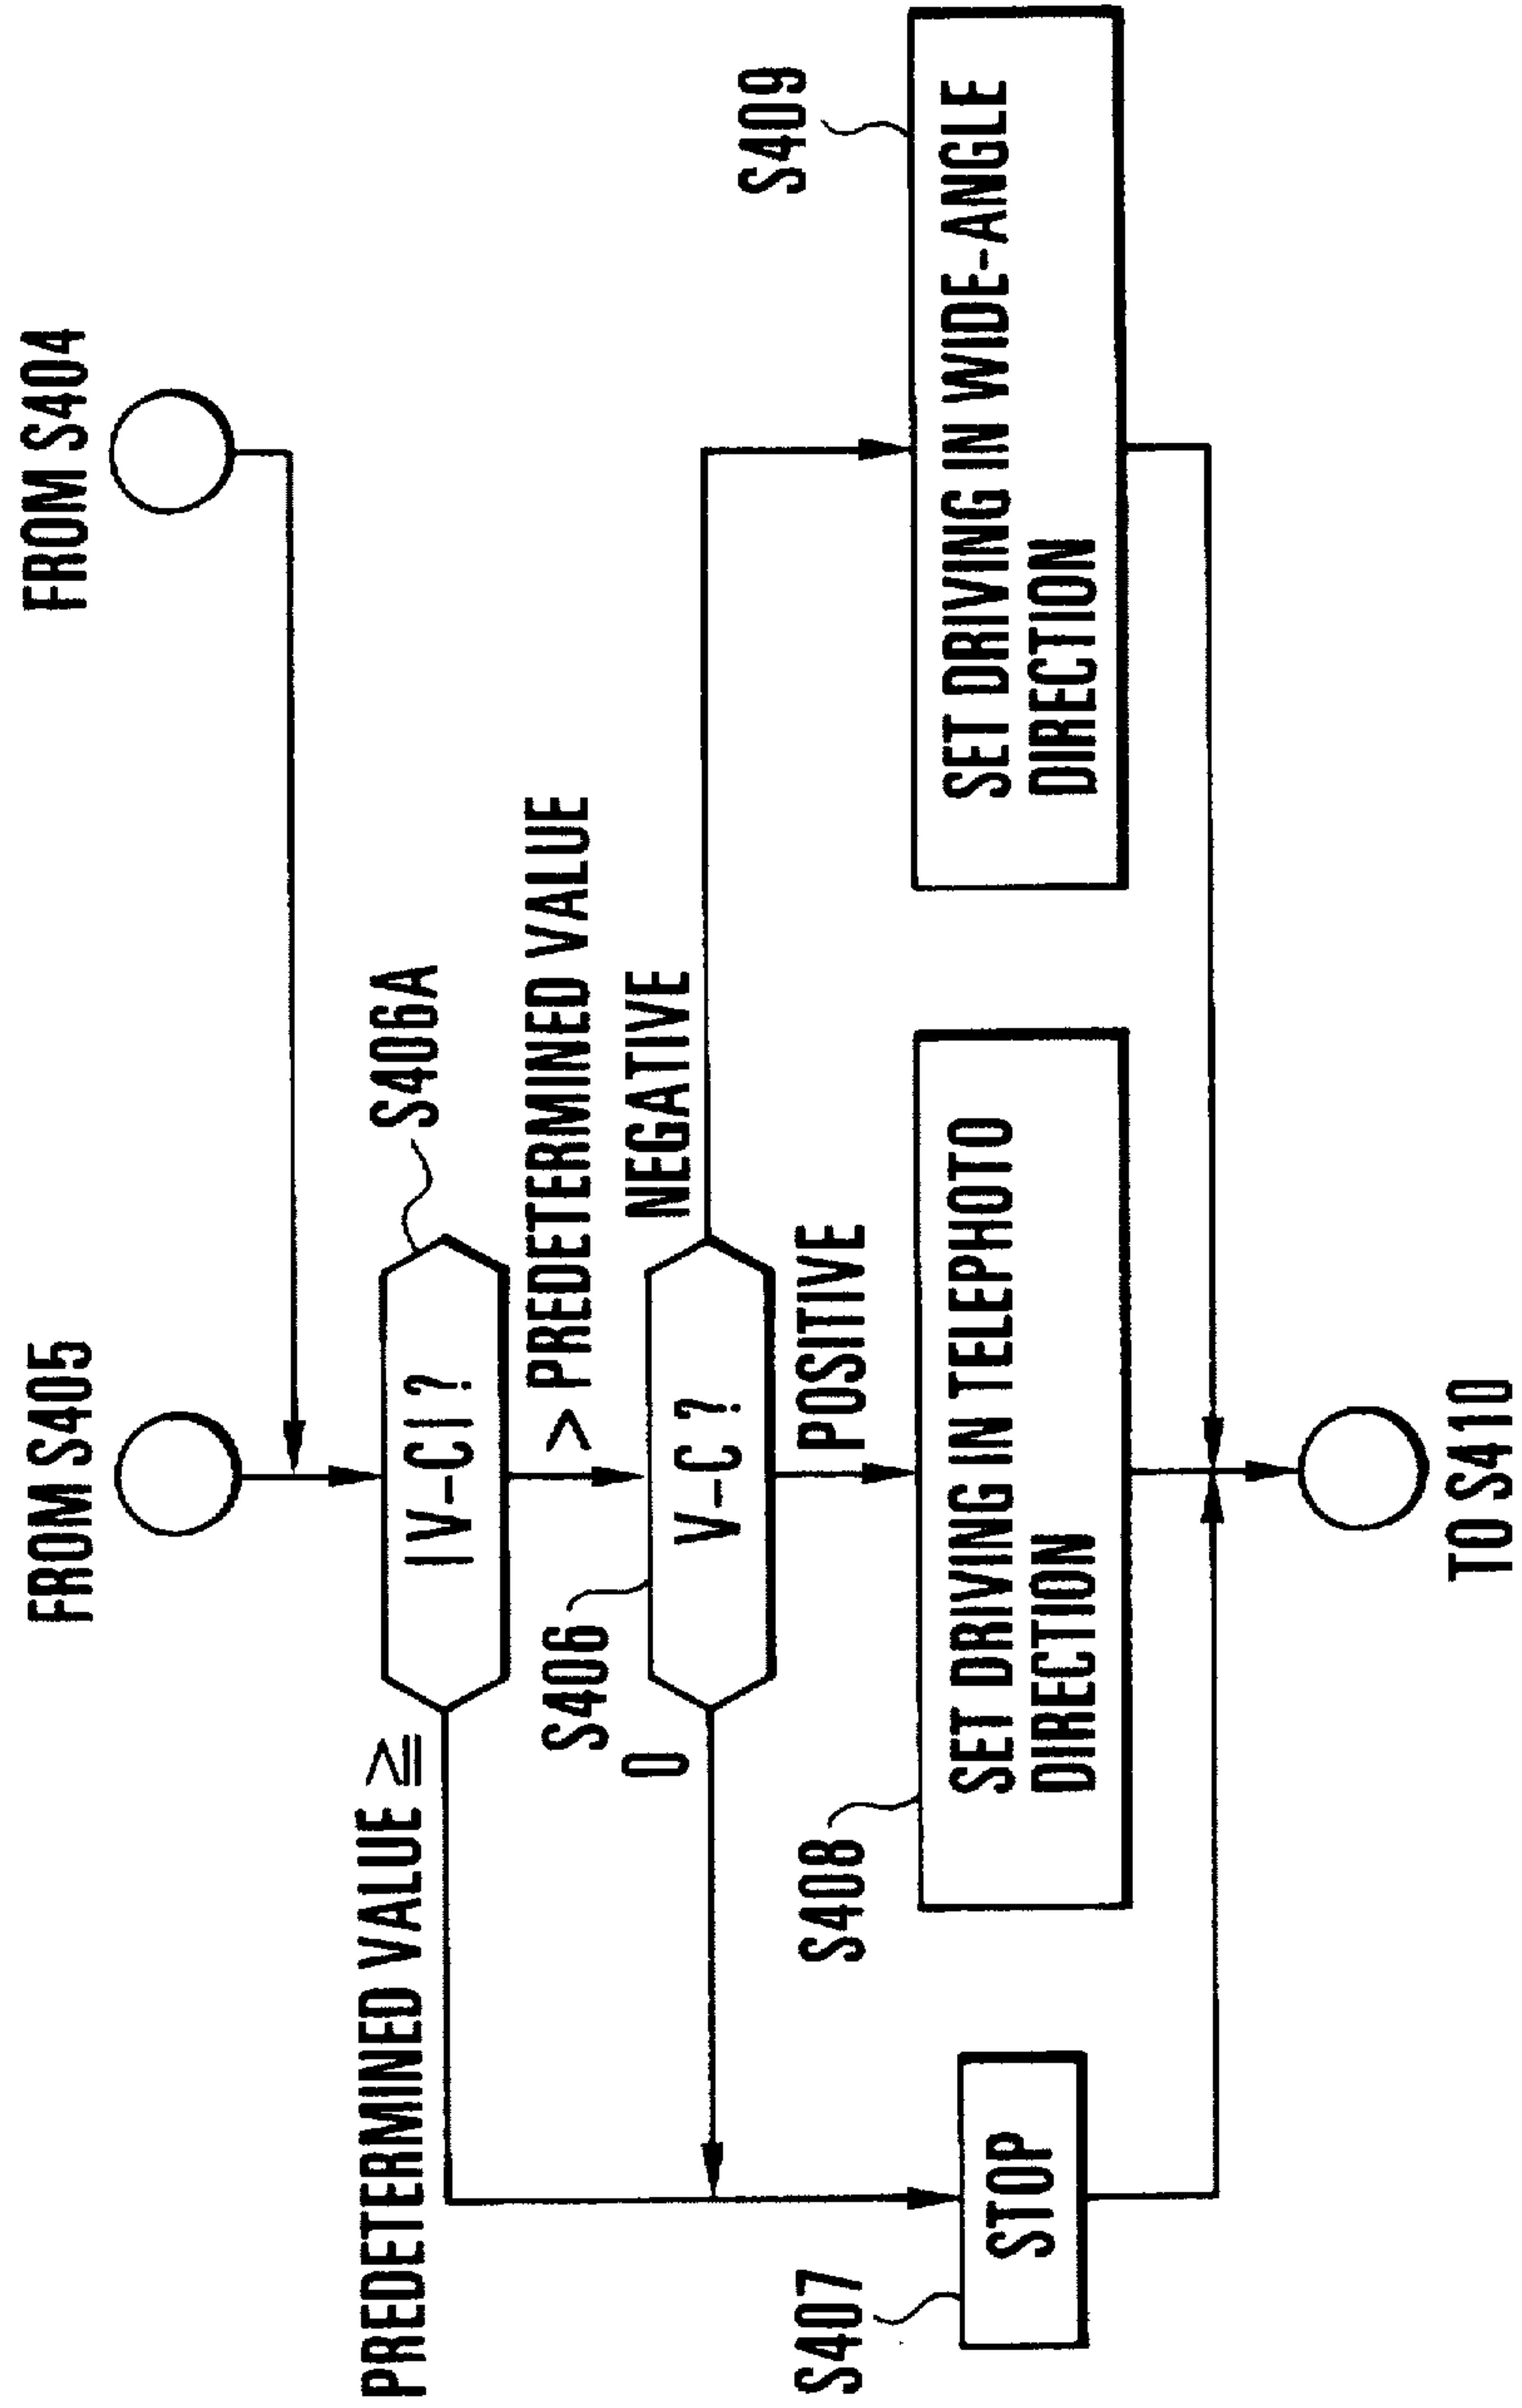 FROM S405
FROM S404
S406A
|V-C|?
PREDETERMINED VALUE ≧
> PREDETERMINED VALUE
S406
V-C?
0
NEGATIVE
POSITIVE
S407
STOP
S408
SET DRIVING IN TELEPHOTO
DIRECTION
S409
SET DRIVING IN WIDE-ANGLE
DIRECTION
TO S410